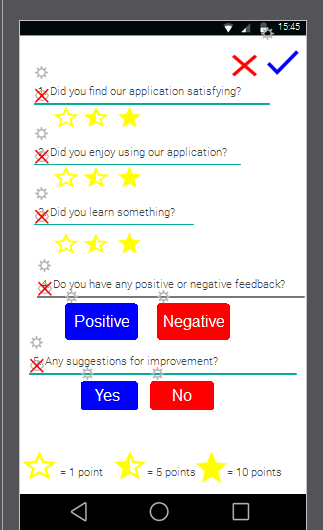 15:45
1. Did you find our application satisfying?
2. Did you enjoy using our application?
3. Did you learn something?
4. Do you have any positive or negative feedback?
Positive Negative
5. Any suggestions for improvement?
Yes No
= 1 point = 5 points = 10 points